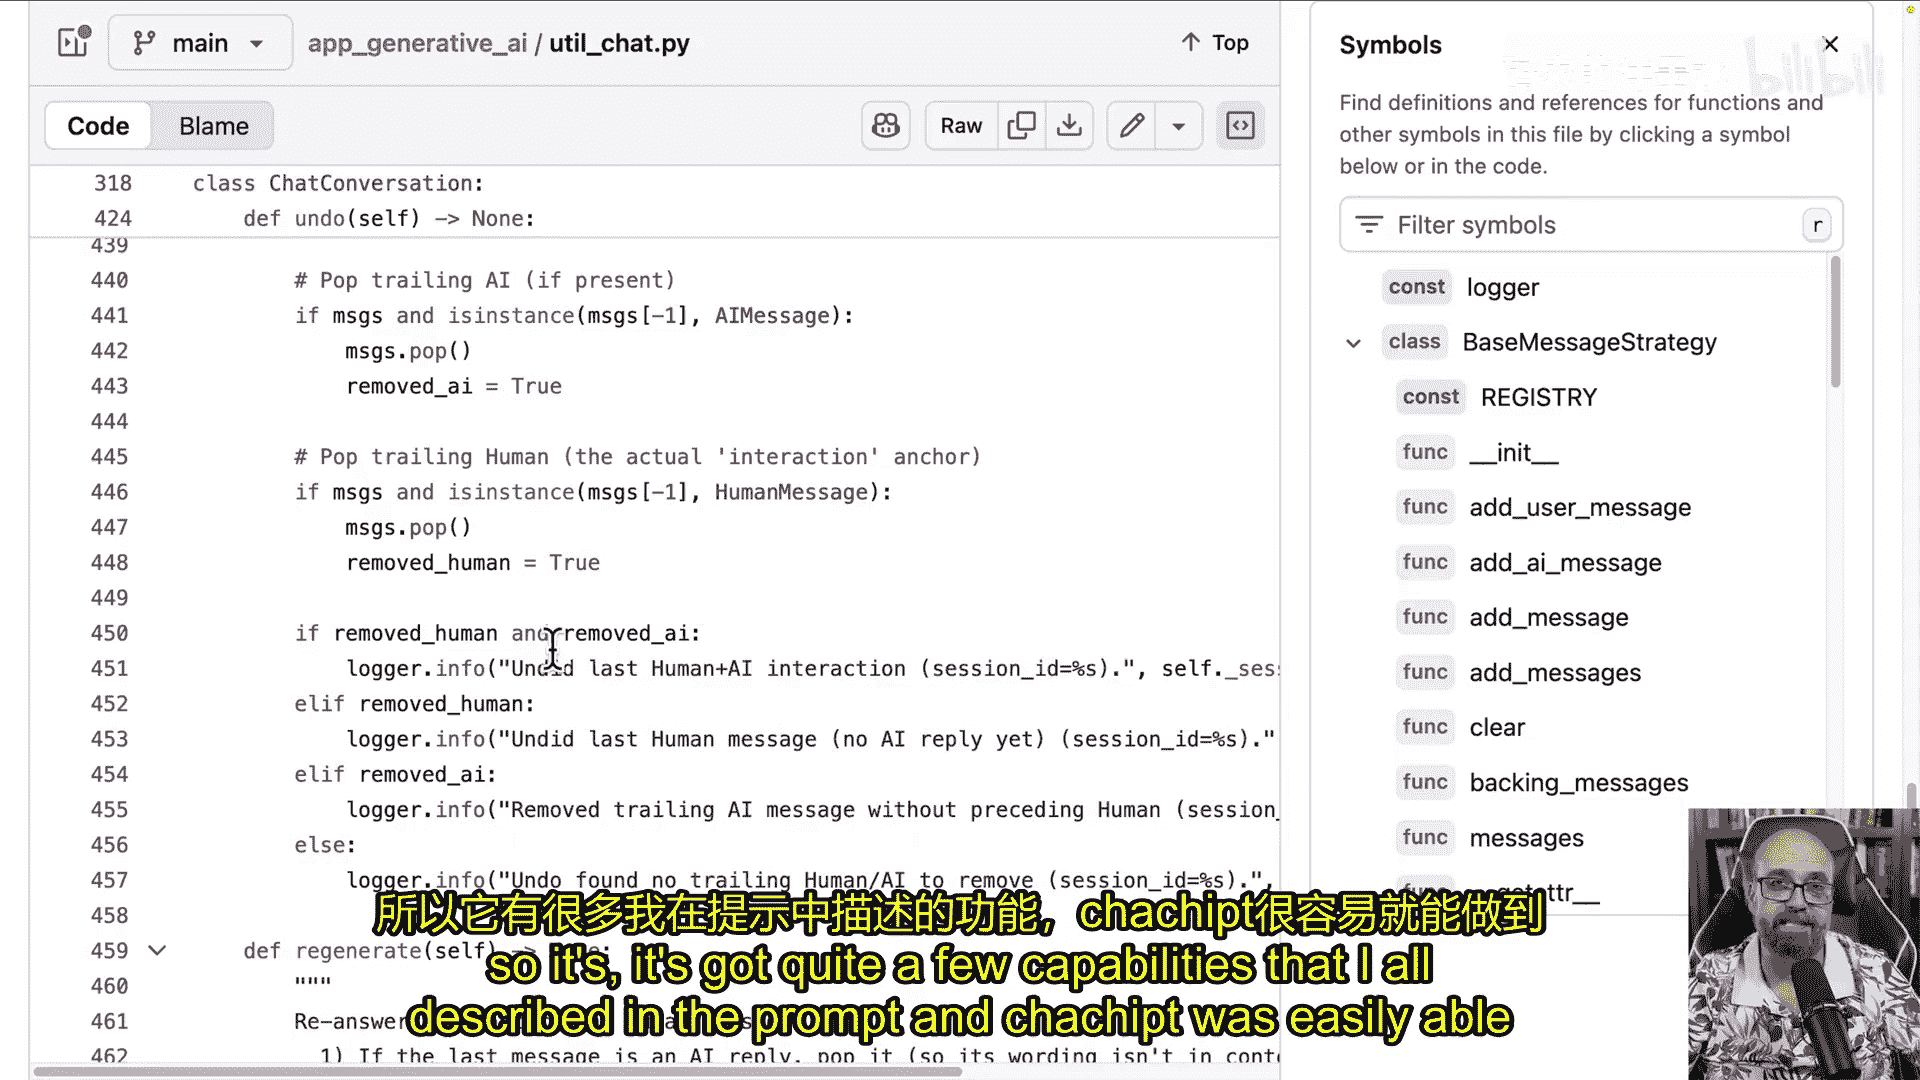 main
app_generative_ai / util_chat.py
Top
Code
Blame
Raw
318 class ChatConversation:
424 def undo(self) -> None:
439
440 # Pop trailing AI (if present)
441 if msgs and isinstance(msgs[-1], AIMessage):
442 msgs.pop()
443 removed_ai = True
444
445 # Pop trailing Human (the actual 'interaction' anchor)
446 if msgs and isinstance(msgs[-1], HumanMessage):
447 msgs.pop()
448 removed_human = True
449
450 if removed_human and removed_ai:
451 logger.info("Undid last Human+AI interaction (session_id=%s).", self._ses
452 elif removed_human:
453 logger.info("Undid last Human message (no AI reply yet) (session_id=%s)."
454 elif removed_ai:
455 logger.info("Removed trailing AI message without preceding Human (session_
456 else:
457 logger.info("Undo found no trailing Human/AI to remove (session_id=%s).",
458
459 def regenerate(self)
460 """
461 Re-answer
462 1) If the last message is an AI reply, pop it (so its wording isn't in cont
Symbols
Find definitions and references for functions and
other symbols in this file by clicking a symbol
below or in the code.
Filter symbols
r
const logger
class BaseMessageStrategy
const REGISTRY
func __init__
func add_user_message
func add_ai_message
func add_message
func add_messages
func clear
func backing_messages
func messages
bilibili
所以它有很多我在提示中描述的功能，chachipt很容易就能做到
so it's, it's got quite a few capabilities that I all
described in the prompt and chachipt was easily able